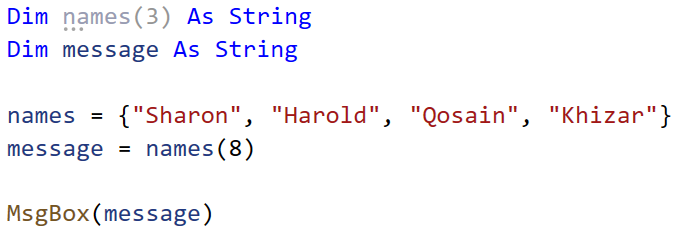 Dim names(3) As String
Dim message As String
names = {"Sharon", "Harold", "Qosain", "Khizar"}
message = names(8)
MsgBox(message)